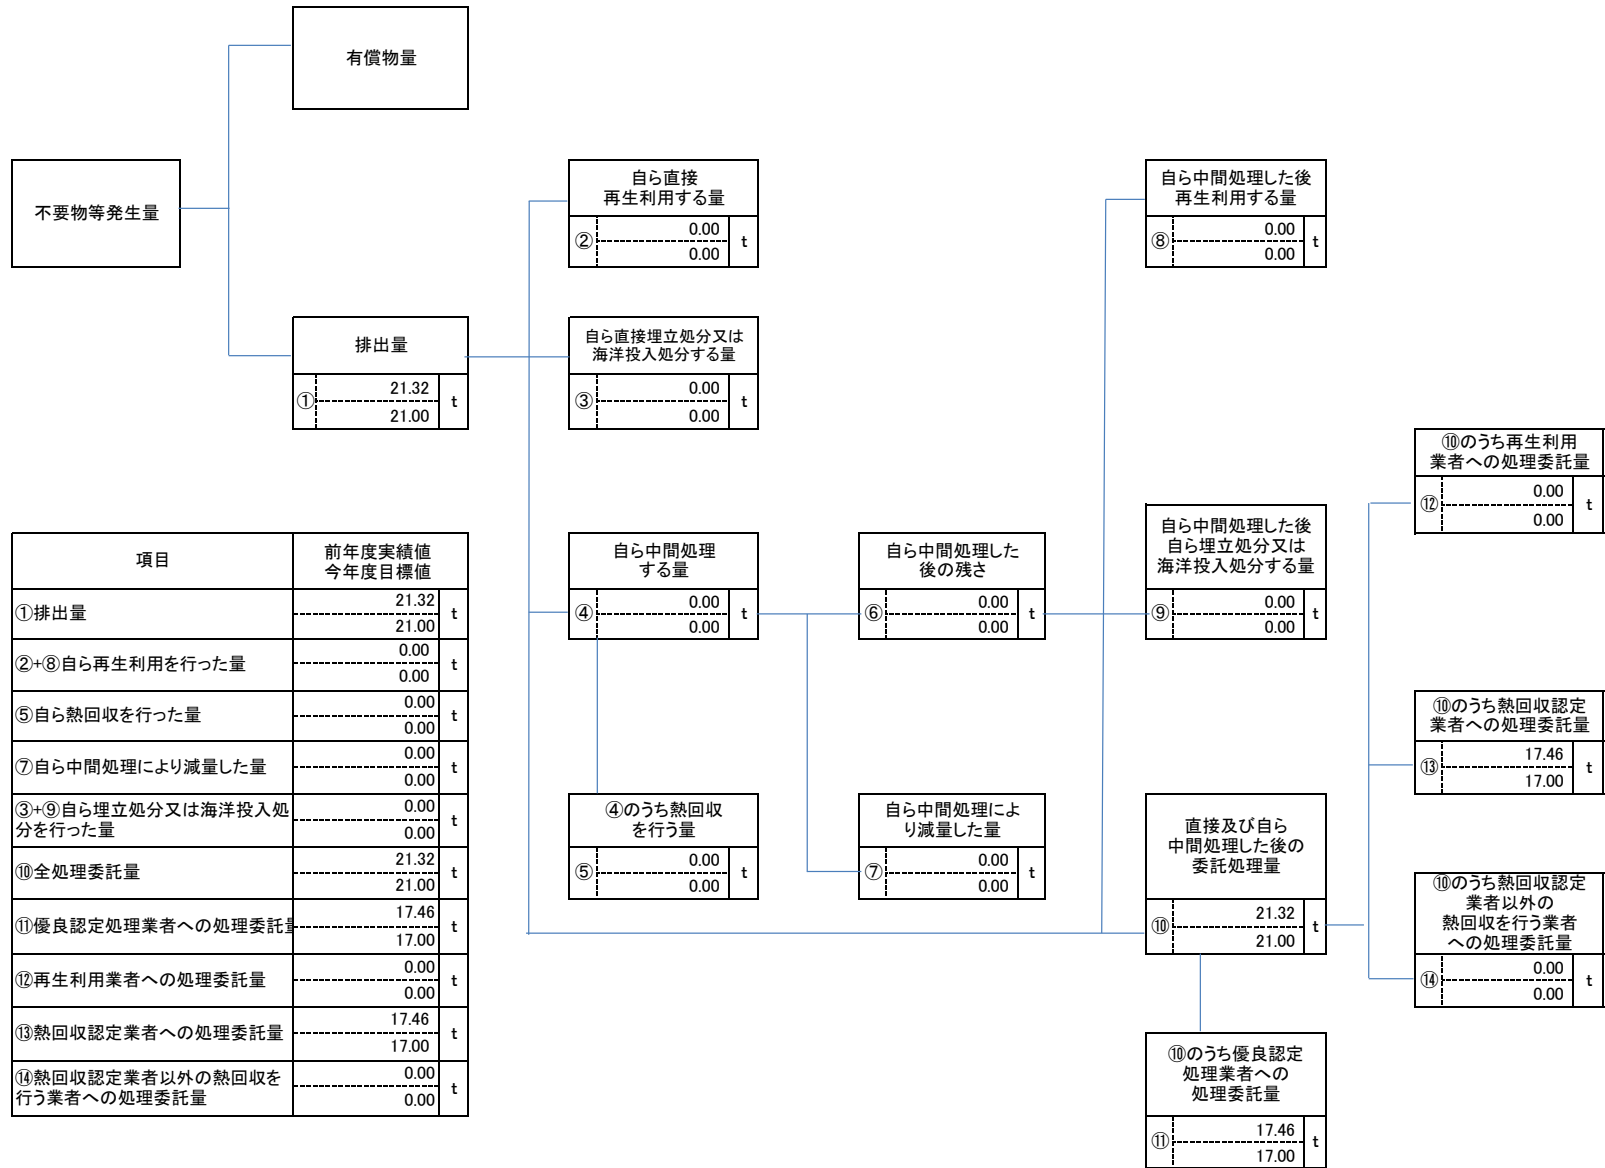 有償物量
不要物等発生量
排出量
①
21.32
21.00
t
自ら直接
再生利用する量
②
0.00
0.00
t
自ら直接埋立処分又は
海洋投入処分する量
③
0.00
0.00
t
自ら中間処理
する量
④
0.00
0.00
t
④のうち熱回収
を行う量
⑤
0.00
0.00
t
自ら中間処理した
後の残さ
⑥
0.00
0.00
t
自ら中間処理によ
り減量した量
⑦
0.00
0.00
t
自ら中間処理した後
再生利用する量
⑧
0.00
0.00
t
自ら中間処理した後
自ら埋立処分又は
海洋投入処分する量
⑨
0.00
0.00
t
直接及び自ら
中間処理した後の
委託処理量
⑩
21.32
21.00
t
⑩のうち優良認定
処理業者への
処理委託量
⑪
17.46
17.00
t
⑩のうち再生利用
業者への処理委託量
⑫
0.00
0.00
t
⑩のうち熱回収認定
業者への処理委託量
⑬
17.46
17.00
t
⑩のうち熱回収認定
業者以外の
熱回収を行う業者
への処理委託量
⑭
0.00
0.00
t
項目
前年度実績値
今年度目標値
①排出量
21.32
21.00
t
②+⑧自ら再生利用を行った量
0.00
0.00
t
⑤自ら熱回収を行った量
0.00
0.00
t
⑦自ら中間処理により減量した量
0.00
0.00
t
③+⑨自ら埋立処分又は海洋投入処
分を行った量
0.00
0.00
t
⑩全処理委託量
21.32
21.00
t
⑪優良認定処理業者への処理委託量
17.46
17.00
t
⑫再生利用業者への処理委託量
0.00
0.00
t
⑬熱回収認定業者への処理委託量
17.46
17.00
t
⑭熱回収認定業者以外の熱回収を
行う業者への処理委託量
0.00
0.00
t